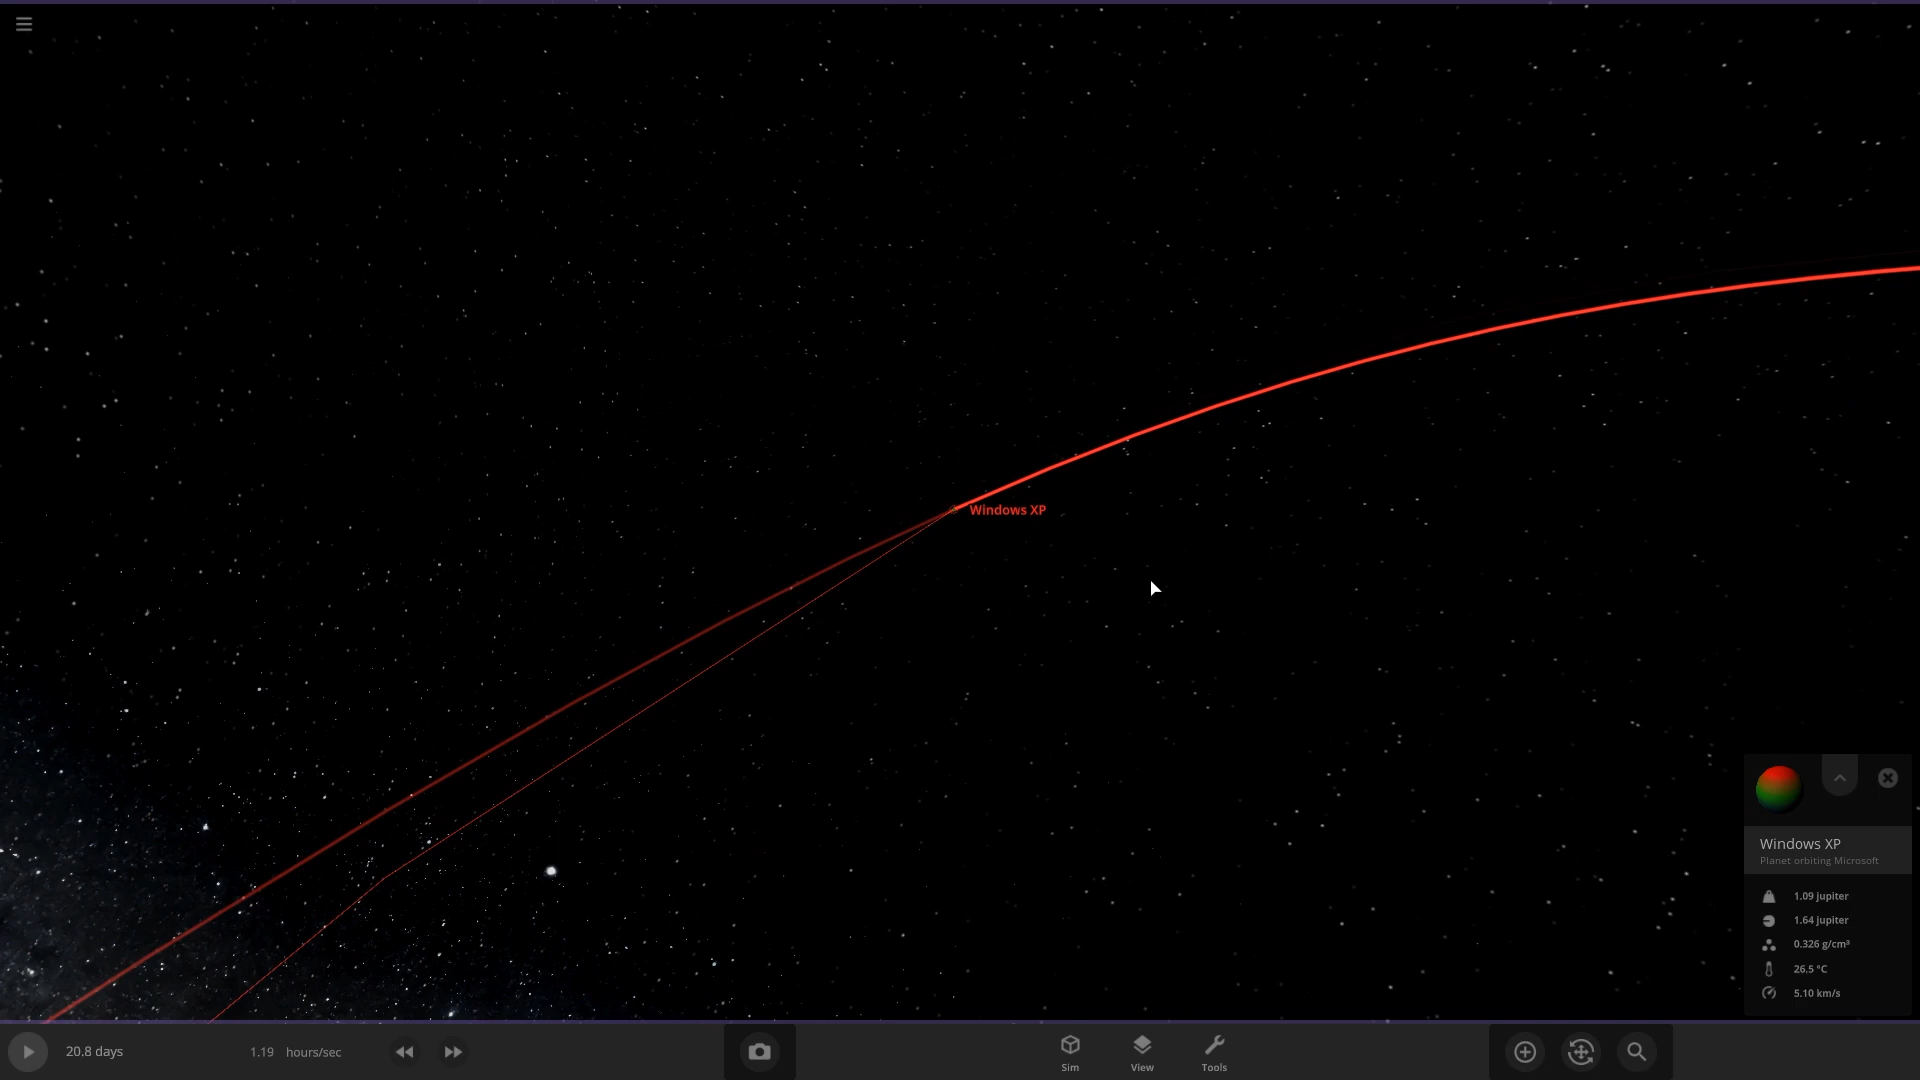 Windows XP
Windows XP
Planet orbiting Microsoft
1.09 jupiter
1.64 jupiter
0.326 g/cm³
26.5 °C
5.10 km/s
20.8 days
1.19 hours/sec
Sim
View
Tools